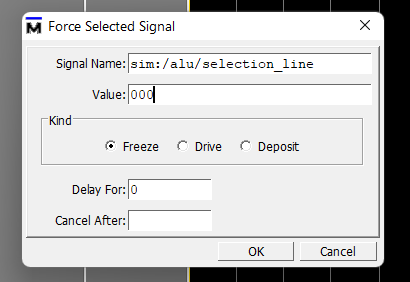 M Force Selected Signal
Signal Name: sim:/alu/selection_line
Value: 000
Kind
Freeze Drive Deposit
Delay For: 0
Cancel After:
OK Cancel